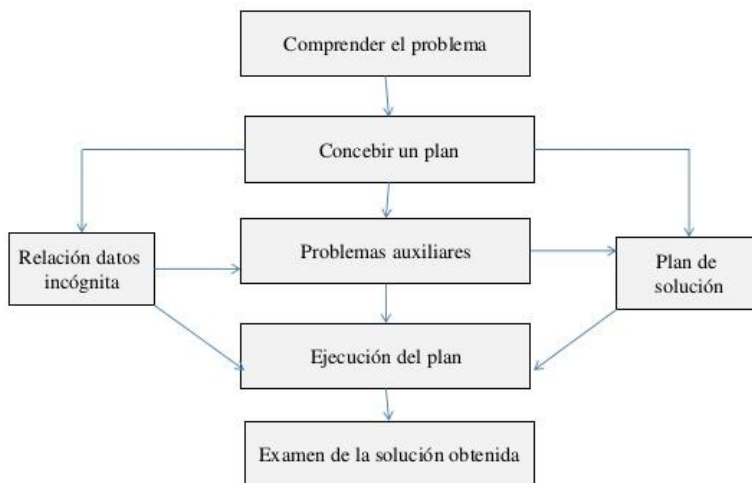 Comprender el problema
Concebir un plan
Relación datos
incógnita
Problemas auxiliares
Plan de
solución
Ejecución del plan
Examen de la solución obtenida